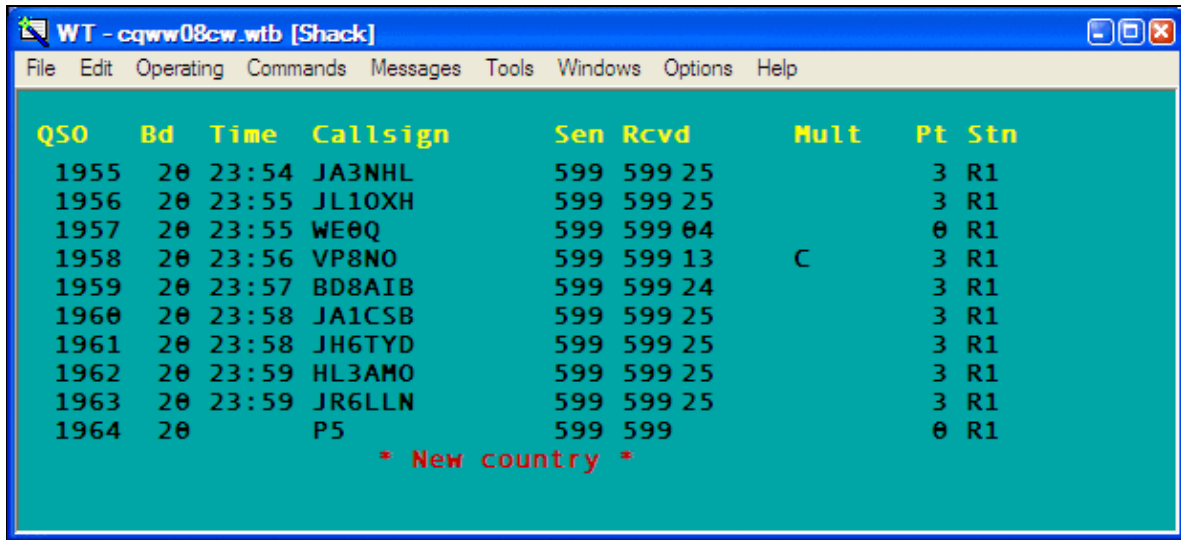 WT - cqww08cw.wtb [Shack]
File Edit Operating Commands Messages Tools Windows Options Help
QSO Bd Time Callsign Sen Rcvd Mult Pt Stn
1955 20 23:54 JA3NHL 599 599 25 3 R1
1956 20 23:55 JL1OXH 599 599 25 3 R1
1957 20 23:55 WE0Q 599 599 04 0 R1
1958 20 23:56 VP8NO 599 599 13 C 3 R1
1959 20 23:57 BD8AIB 599 599 24 3 R1
1960 20 23:58 JA1CSB 599 599 25 3 R1
1961 20 23:58 JH6TYD 599 599 25 3 R1
1962 20 23:59 HL3AMO 599 599 25 3 R1
1963 20 23:59 JR6LLN 599 599 25 3 R1
1964 20 P5 599 599 0 R1
* New country *